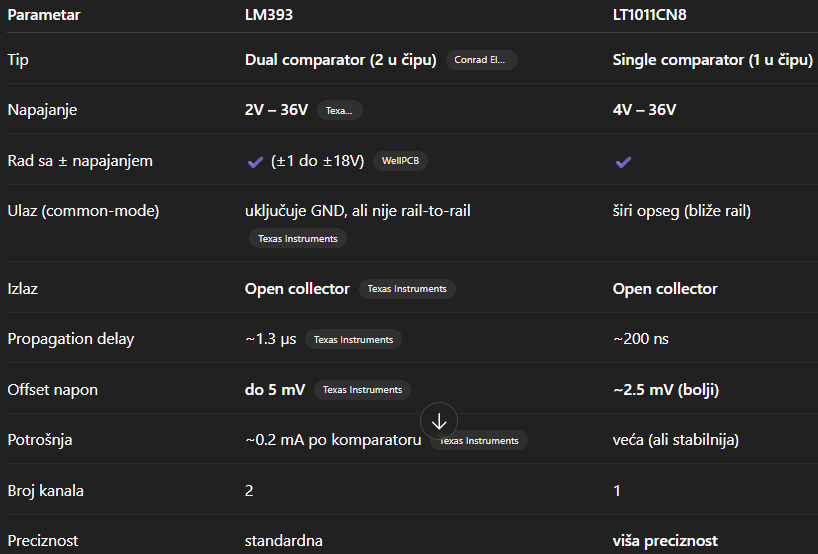 Parametar LM393 LT1011CN8
Tip Dual comparator (2 u čipu) Conrad El... Single comparator (1 u čipu)
Napajanje 2V – 36V Texa... 4V – 36V
Rad sa ± napajanjem ✔ (±1 do ±18V) WellPCB ✔
Ulaz (common-mode) uključuje GND, ali nije rail-to-rail širi opseg (bliže rail)
Texas Instruments
Izlaz Open collector Texas Instruments Open collector
Propagation delay ~1.3 µs Texas Instruments ~200 ns
Offset napon do 5 mV Texas Instruments ~2.5 mV (bolji)
Potrošnja ~0.2 mA po komparatoru Texas Instruments veća (ali stabilnija)
Broj kanala 2 1
Preciznost standardna viša preciznost